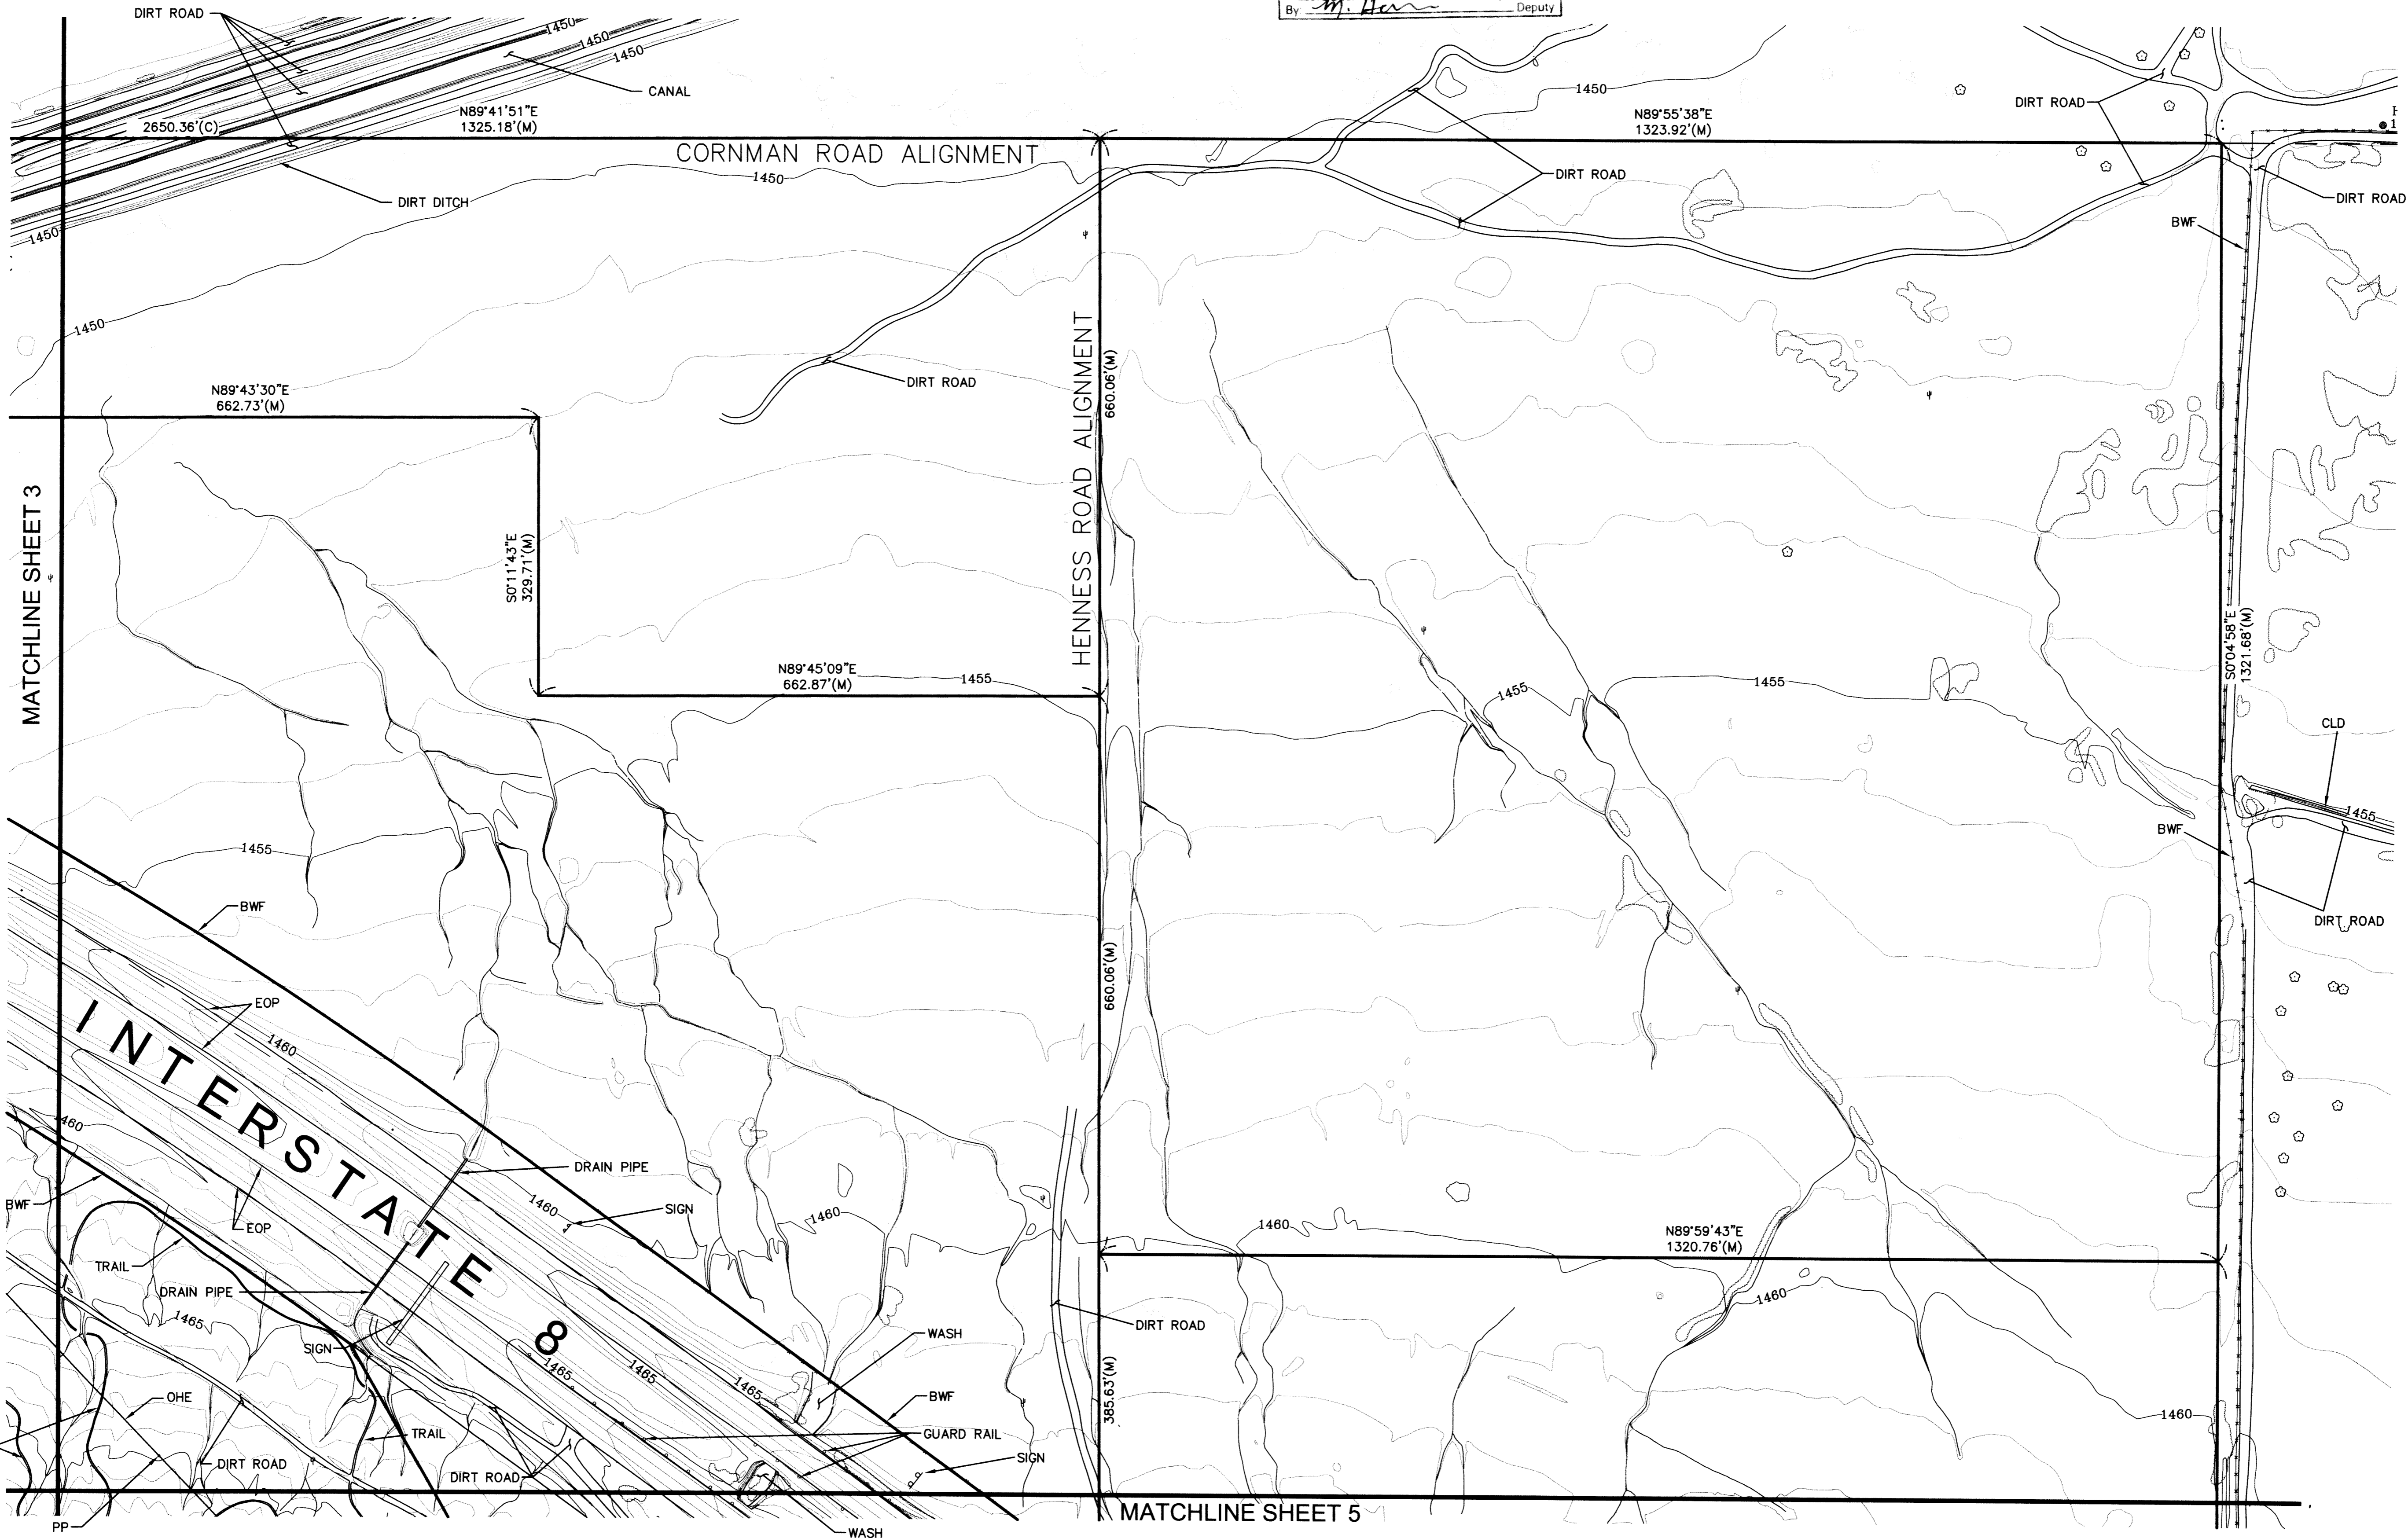 By M. Deputy
DIRT ROAD
1450
1450
1450
CANAL
1450
DIRT ROAD
N89°41'51"E
1325.18'(M)
2650.36'(C)
N89°55'38"E
1323.92'(M)
CORNMAN ROAD ALIGNMENT
1450
DIRT ROAD
DIRT DITCH
DIRT ROAD
BWF
1450
1450
HENNESS ROAD ALIGNMENT
660.06'(M)
DIRT ROAD
N89°43'30"E
662.73'(M)
MATCHLINE SHEET 3
S0°11'43"E
329.71'(M)
S0°04'58"E
1321.68'(M)
N89°45'09"E
662.87'(M)
1455
1455
1455
CLD
1455
BWF
1455
BWF
DIRT ROAD
660.06'(M)
EOP
INTERSTATE 8
1460
1460
DRAIN PIPE
1460
SIGN
1460
BWF
EOP
1460
N89°59'43"E
1320.76'(M)
TRAIL
DRAIN PIPE
1460
1465
DIRT ROAD
WASH
SIGN
1465
1465
1465
385.63'(M)
OHE
BWF
1460
TRAIL
GUARD RAIL
SIGN
DIRT ROAD
DIRT ROAD
MATCHLINE SHEET 5
PP
WASH